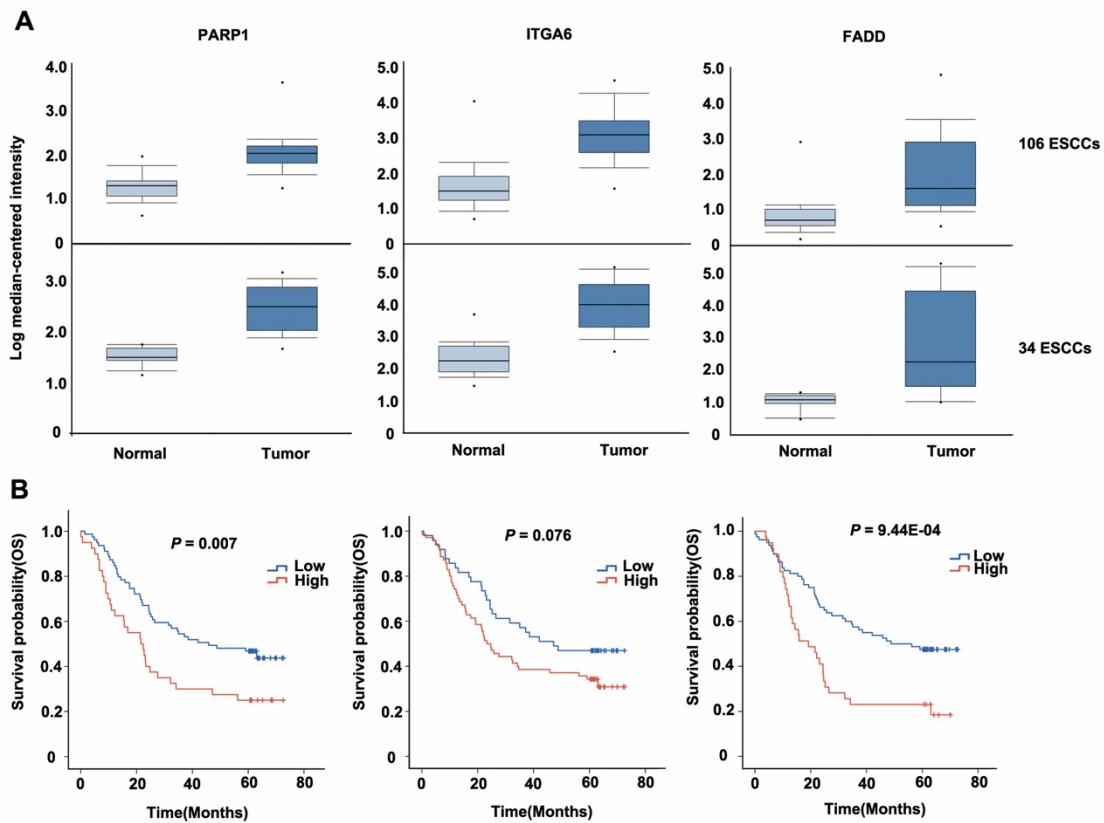 A
PARP1
ITGA6
FADD
Log median-centered intensity
4.0
3.0
2.0
1.0
0
5.0
4.0
3.0
2.0
1.0
0
5.0
4.0
3.0
2.0
1.0
0
106 ESCCs
3.0
2.0
1.0
0
5.0
4.0
3.0
2.0
1.0
0
5.0
4.0
3.0
2.0
1.0
0
34 ESCCs
Normal Tumor
Normal Tumor
Normal Tumor
B
Survival probability(OS)
1.0
0.8
0.6
0.4
0.2
0
P = 0.007
Low
High
0 20 40 60 80
Time(Months)
Survival probability(OS)
1.0
0.8
0.6
0.4
0.2
0
P = 0.076
Low
High
0 20 40 60 80
Time(Months)
Survival probability(OS)
1.0
0.8
0.6
0.4
0.2
0
P = 9.44E-04
Low
High
0 20 40 60 80
Time(Months)